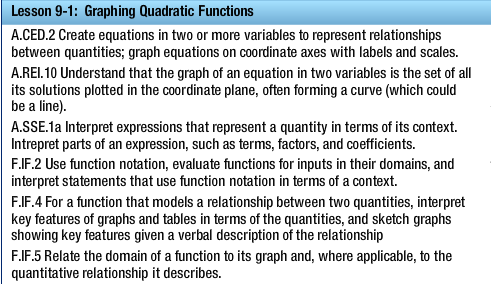 Lesson 9-1: Graphing Quadratic Functions
A.CED.2 Create equations in two or more variables to represent relationships
between quantities; graph equations on coordinate axes with labels and scales.
A.REI.10 Understand that the graph of an equation in two variables is the set of all
its solutions plotted in the coordinate plane, often forming a curve (which could
be a line).
A.SSE.1a Interpret expressions that represent a quantity in terms of its context.
Intrepret parts of an expression, such as terms, factors, and coefficients.
F.IF.2 Use function notation, evaluate functions for inputs in their domains, and
interpret statements that use function notation in terms of a context.
F.IF.4 For a function that models a relationship between two quantities, interpret
key features of graphs and tables in terms of the quantities, and sketch graphs
showing key features given a verbal description of the relationship
F.IF.5 Relate the domain of a function to its graph and, where applicable, to the
quantitative relationship it describes.